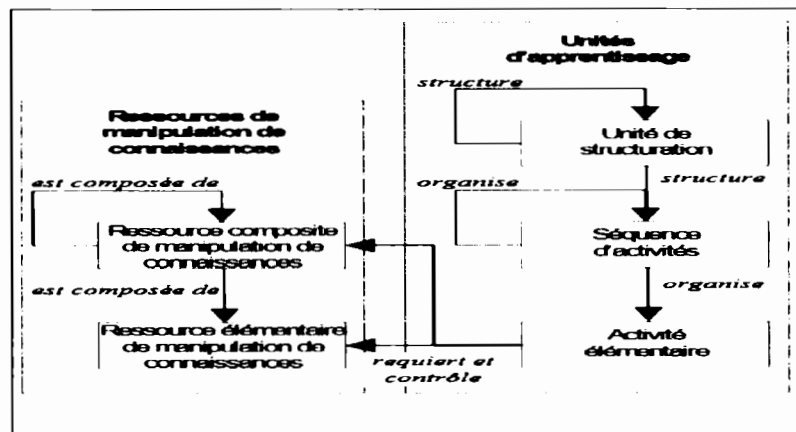 Unités
d'apprentissage
structure
Ressources de
manipulation de
connaissances
Unité de
structuration
est composée de
organise
structure
Ressource composite
de manipulation de
connaissances
Séquence
d'activités
est composée de
organise
Ressource élémentaire
de manipulation de
connaissances
Activité
élémentaire
requiert et
contrôle